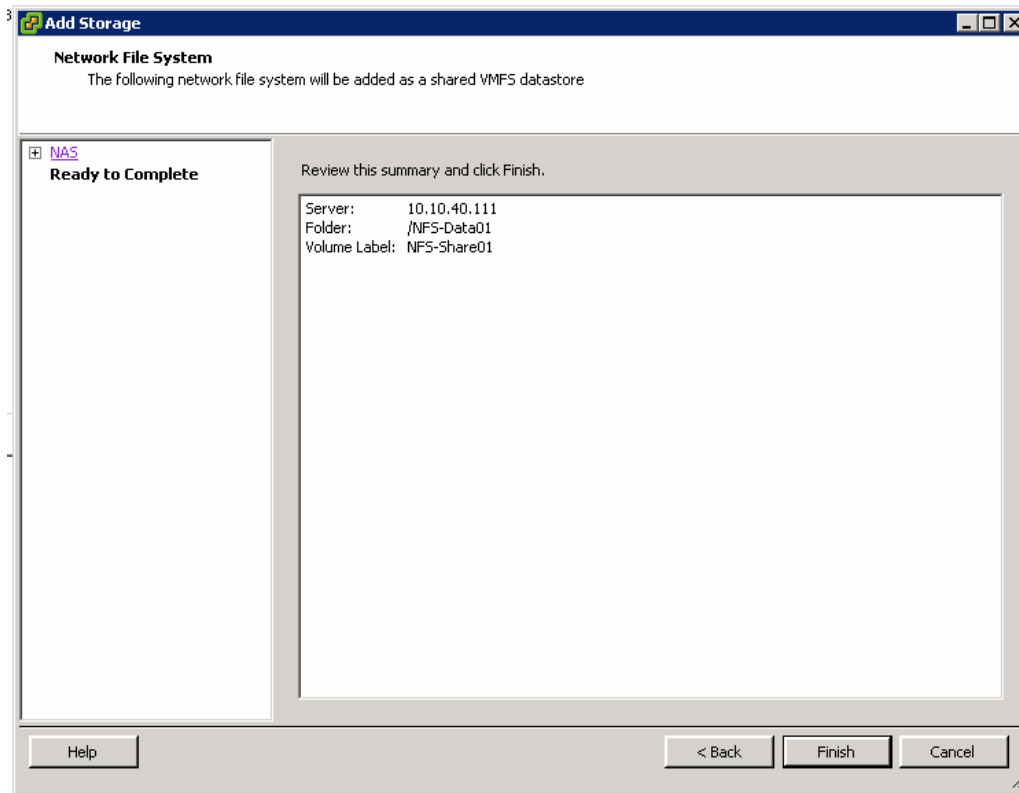 Add Storage
Network File System
The following network file system will be added as a shared VMFS datastore
NAS
Ready to Complete
Review this summary and click Finish.
Server: 10.10.40.111
Folder: /NFS-Data01
Volume Label: NFS-Share01
Help
< Back
Finish
Cancel